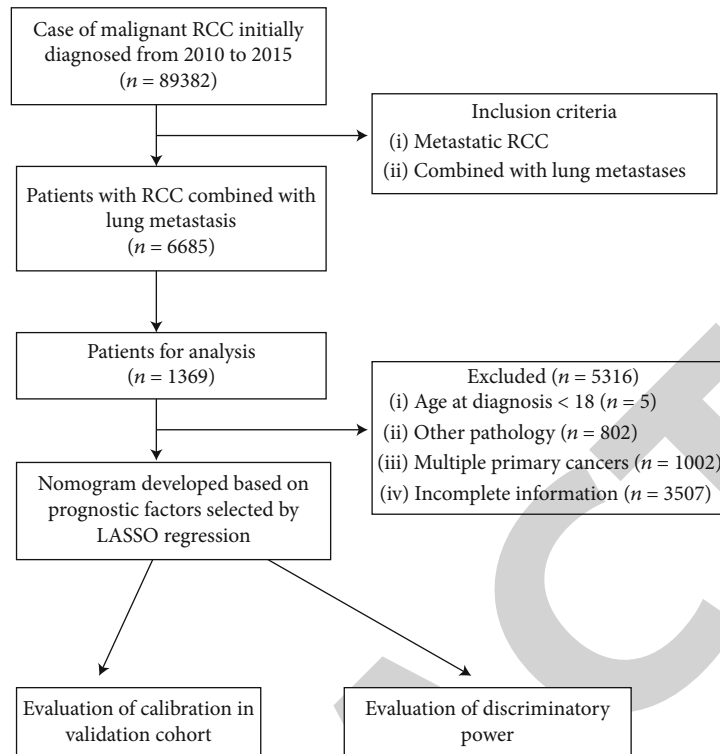 Case of malignant RCC initially
diagnosed from 2010 to 2015
(n = 89382)
Inclusion criteria
(i) Metastatic RCC
(ii) Combined with lung metastases
Patients with RCC combined with
lung metastasis
(n = 6685)
Patients for analysis
(n = 1369)
Excluded (n = 5316)
(i) Age at diagnosis < 18 (n = 5)
(ii) Other pathology (n = 802)
(iii) Multiple primary cancers (n = 1002)
(iv) Incomplete information (n = 3507)
Nomogram developed based on
prognostic factors selected by
LASSO regression
Evaluation of calibration in
validation cohort
Evaluation of discriminatory
power